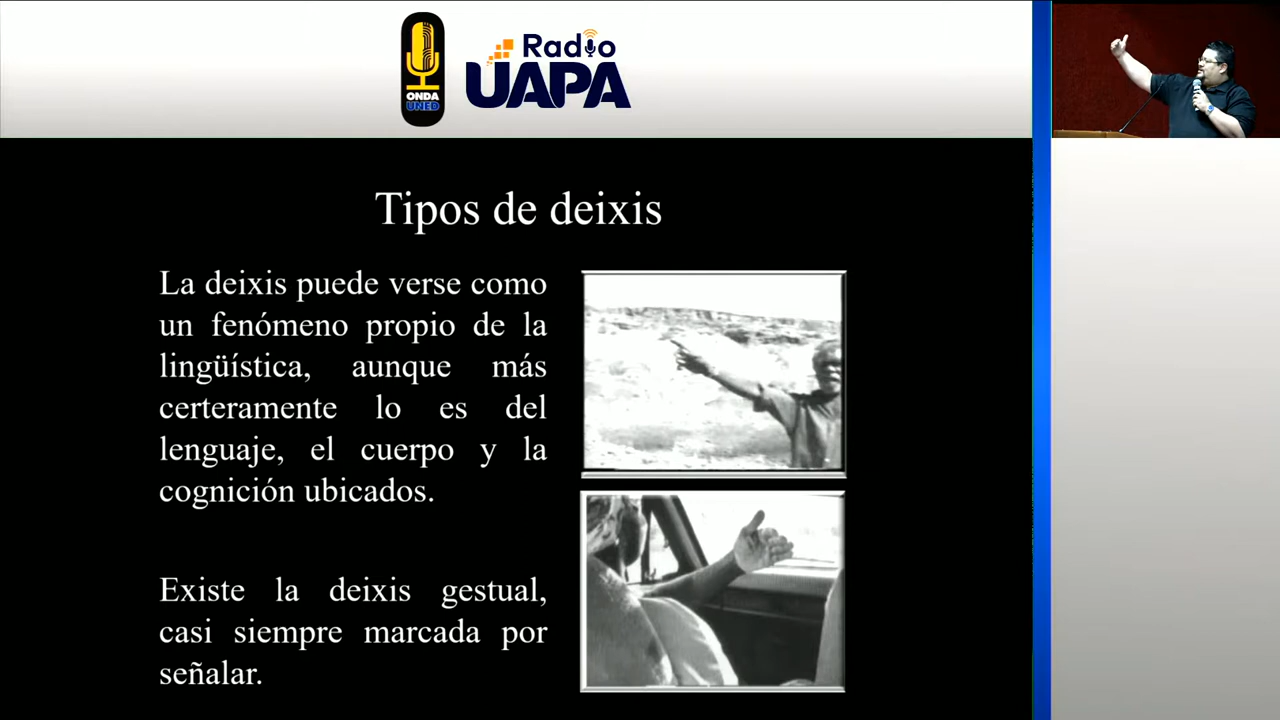 ONDA
UNED
Radio
UAPA
Tipos de deixis
La deixis puede verse como
un fenómeno propio de la
lingüística, aunque más
certeramente lo es del
lenguaje, el cuerpo y la
cognición ubicados.
Existe la deixis gestual,
casi siempre marcada por
señalar.